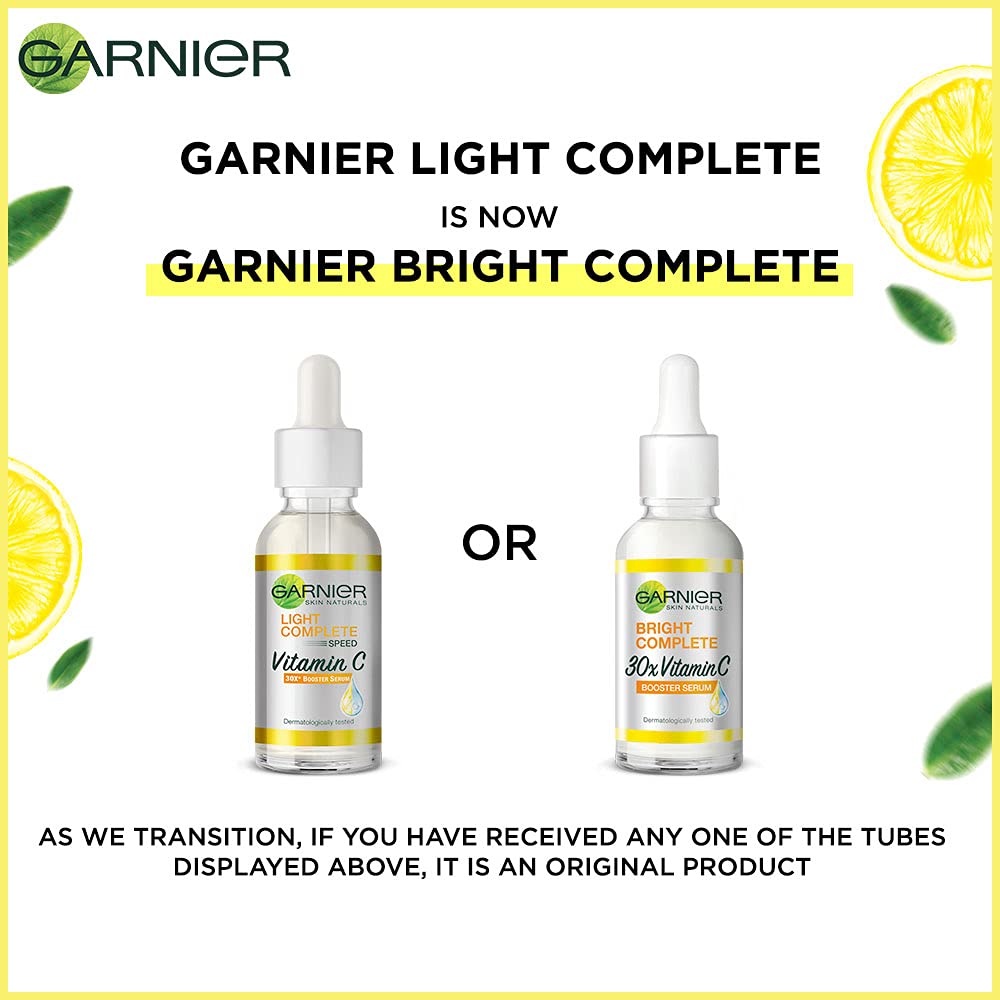 GARNIER
GARNIER LIGHT COMPLETE
IS NOW
GARNIER BRIGHT COMPLETE
GARNIER
SKIN NATURALS
LIGHT
COMPLETE
SPEED
Vitamin C
30X* BOOSTER SERUM
Dermatologically tested
OR
GARNIER
SKIN NATURALS
BRIGHT
COMPLETE
30x Vitamin C
BOOSTER SERUM
Dermatologically tested
AS WE TRANSITION, IF YOU HAVE RECEIVED ANY ONE OF THE TUBES
DISPLAYED ABOVE, IT IS AN ORIGINAL PRODUCT